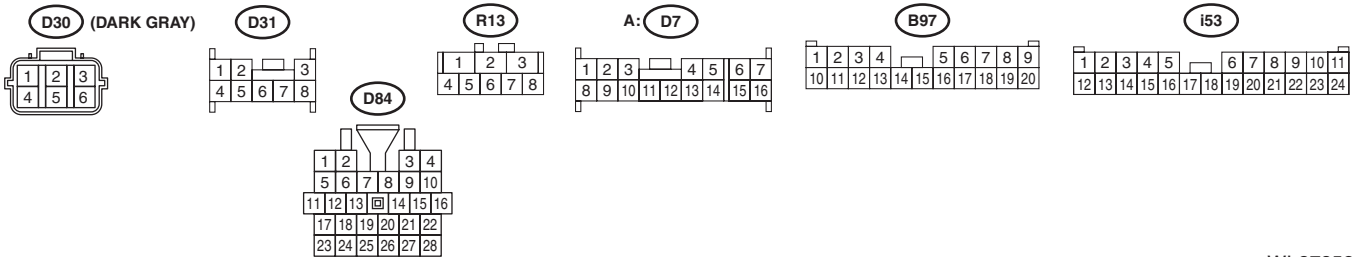 D30 (DARK GRAY)
1 2 3
4 5 6
D31
1 2 3
4 5 6 7 8
R13
1 2 3
4 5 6 7 8
A: D7
1 2 3 4 5 6 7
8 9 10 11 12 13 14 15 16
B97
1 2 3 4 5 6 7 8 9
10 11 12 13 14 15 16 17 18 19 20
i53
1 2 3 4 5 6 7 8 9 10 11
12 13 14 15 16 17 18 19 20 21 22 23 24
D84
1 2 3 4
5 6 7 8 9 10
11 12 13 14 15 16
17 18 19 20 21 22
23 24 25 26 27 28